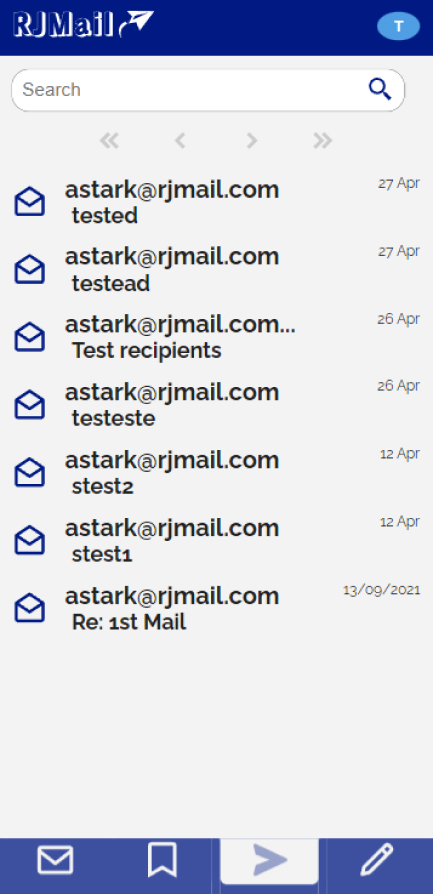 RJMail
T
Search
astark@rjmail.com
27 Apr
tested
astark@rjmail.com
27 Apr
testead
astark@rjmail.com...
26 Apr
Test recipients
astark@rjmail.com
26 Apr
testeste
astark@rjmail.com
12 Apr
stest2
astark@rjmail.com
12 Apr
stest1
astark@rjmail.com
13/09/2021
Re: 1st Mail